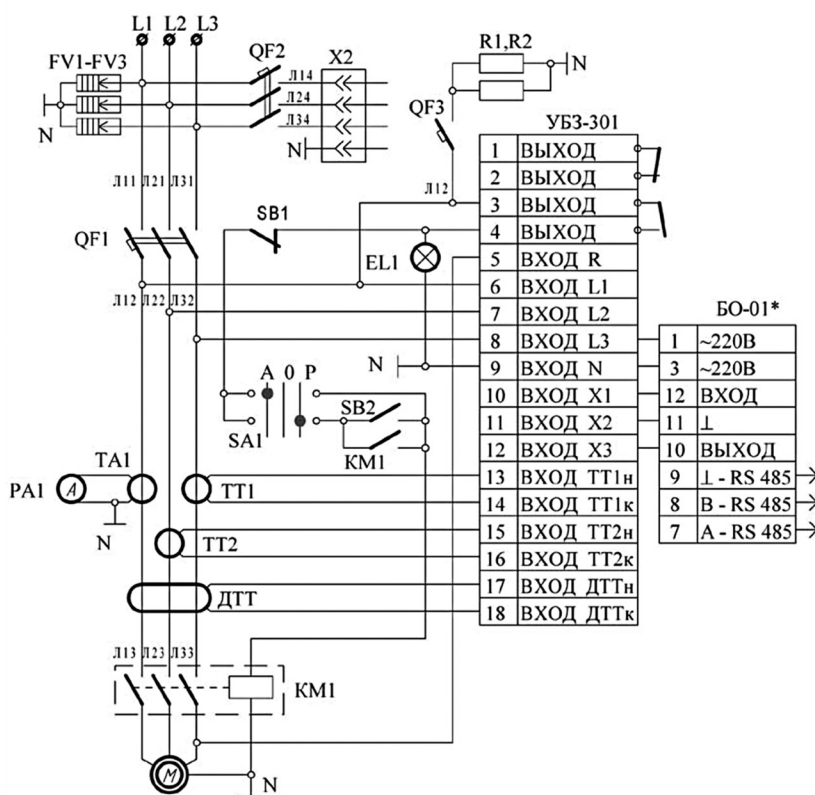 L1 L2 L3
FV1-FV3
QF2
X2
R1,R2
N
Л14
Л24
Л34
N
N
QF3
УБЗ-301
1 ВЫХОД
2 ВЫХОД
3 ВЫХОД
4 ВЫХОД
5 ВХОД R
6 ВХОД L1
7 ВХОД L2
8 ВХОД L3
9 ВХОД N
10 ВХОД X1
11 ВХОД X2
12 ВХОД X3
13 ВХОД ТТ1н
14 ВХОД ТТ1к
15 ВХОД ТТ2н
16 ВХОД ТТ2к
17 ВХОД ДТТн
18 ВХОД ДТТк
БО-01*
1 ~220В
3 ~220В
12 ВХОД
11 ⊥
10 ВЫХОД
9 ⊥ - RS 485
8 B - RS 485
7 A - RS 485
Л11 Л21 Л31
Л12
SB1
QF1
EL1
Л12 Л22 Л32
N
А 0 Р
SB2
SA1
KM1
TA1
PA1
A
ТТ1
N
ТТ2
ДТТ
Л13 Л23 Л33
KM1
M
N